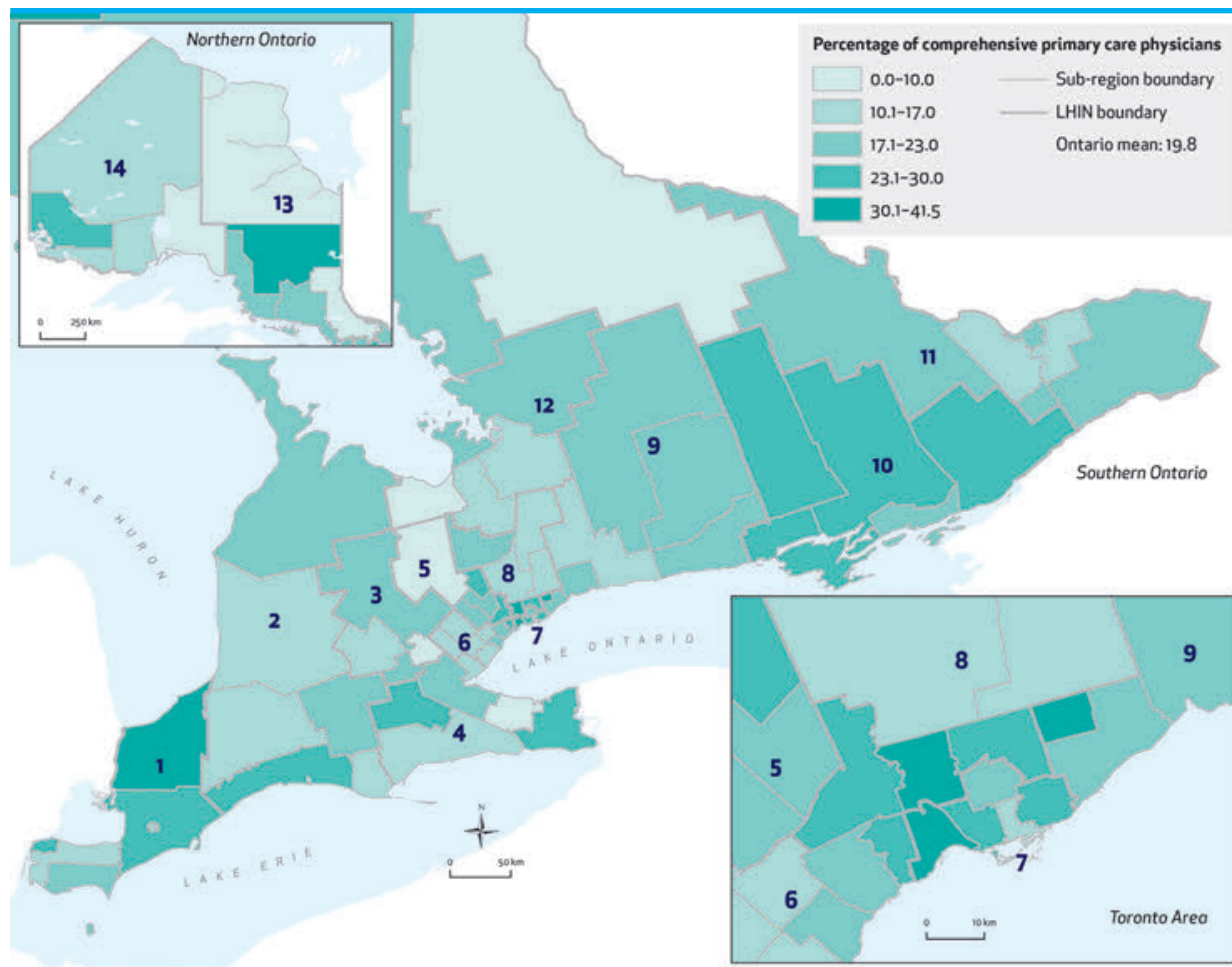 Northern Ontario
14
13
0 250 km
Percentage of comprehensive primary care physicians
0.0–10.0
10.1–17.0
17.1–23.0
23.1–30.0
30.1–41.5
Sub-region boundary
LHIN boundary
Ontario mean: 19.8
11
12
9
10
Southern Ontario
LAKE HURON
5
8
3
2
6
7
LAKE ONTARIO
4
1
N
0 50 km
LAKE ERIE
8
9
5
7
6
0 10 km
Toronto Area